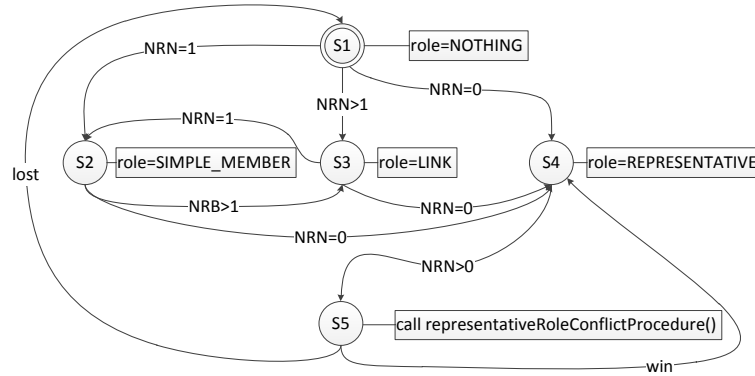 S1
role=NOTHING
NRN=1
NRN=0
NRN>1
NRN=1
S2
role=SIMPLE_MEMBER
S3
role=LINK
S4
role=REPRESENTATIVE
lost
NRB>1
NRN=0
NRN=0
NRN>0
S5
call representativeRoleConflictProcedure()
win